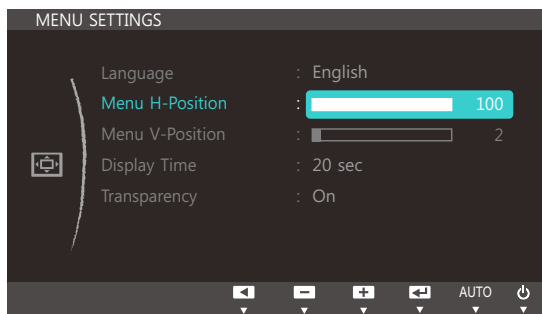 MENU SETTINGS
Language : English
Menu H-Position : 100
Menu V-Position : 2
Display Time : 20 sec
Transparency : On
AUTO